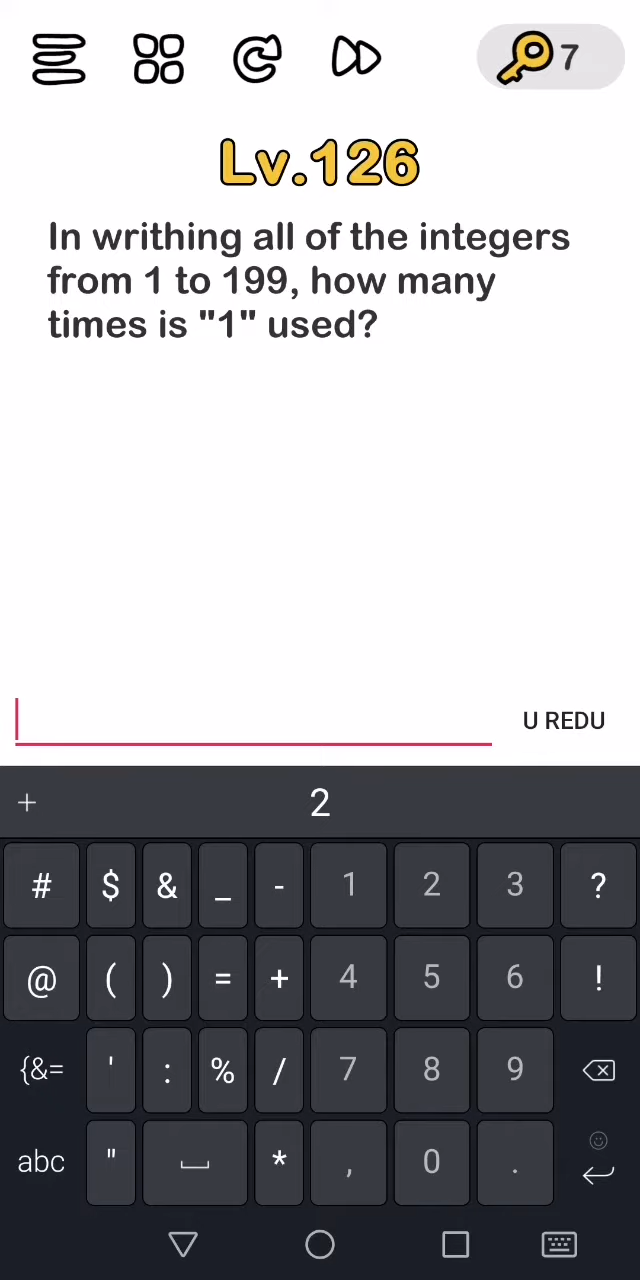 7
Lv.126
In writhing all of the integers
from 1 to 199, how many
times is "1" used?
U REDU
+ 2
# $ & _ - 1 2 3 ?
@ ( ) = + 4 5 6 !
{&= ' : % / 7 8 9
abc " * , 0 .